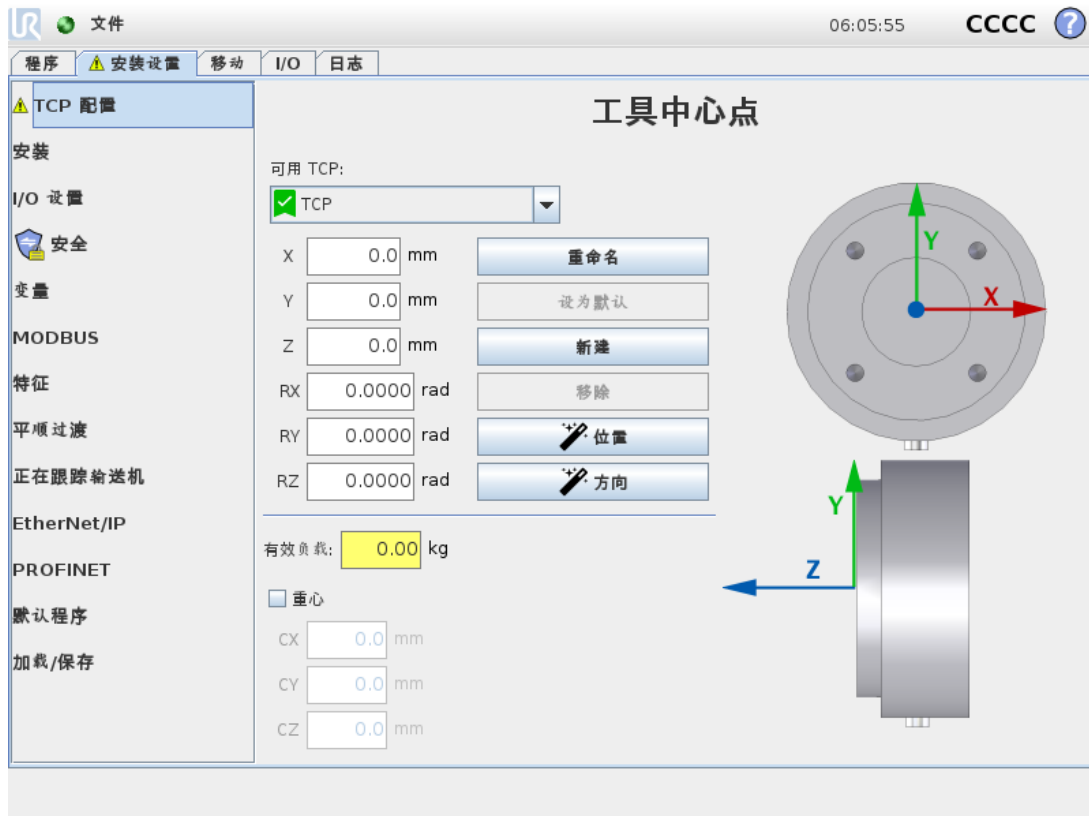 UR
文件
06:05:55
CCCC
?
程序
安装设置
移动
I/O
日志
TCP 配置
安装
I/O 设置
安全
变量
MODBUS
特征
平顺过渡
正在跟踪输送机
EtherNet/IP
PROFINET
默认程序
加载/保存
工具中心点
可用 TCP:
TCP
X 0.0 mm 重命名
Y 0.0 mm 设为默认
Z 0.0 mm 新建
RX 0.0000 rad 移除
RY 0.0000 rad 位置
RZ 0.0000 rad 方向
有效负载: 0.00 kg
重心
CX 0.0 mm
CY 0.0 mm
CZ 0.0 mm
Y
X
Y
Z